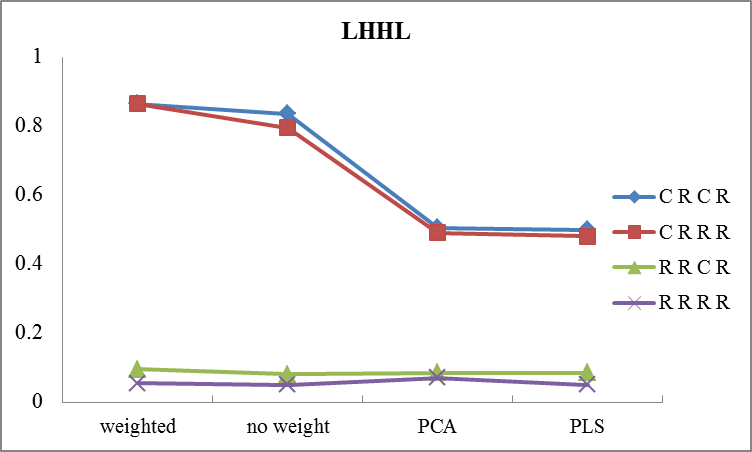 LHHL
1
0.8
0.6
0.4
0.2
0
weighted no weight PCA PLS
C R C R
C R R R
R R C R
R R R R